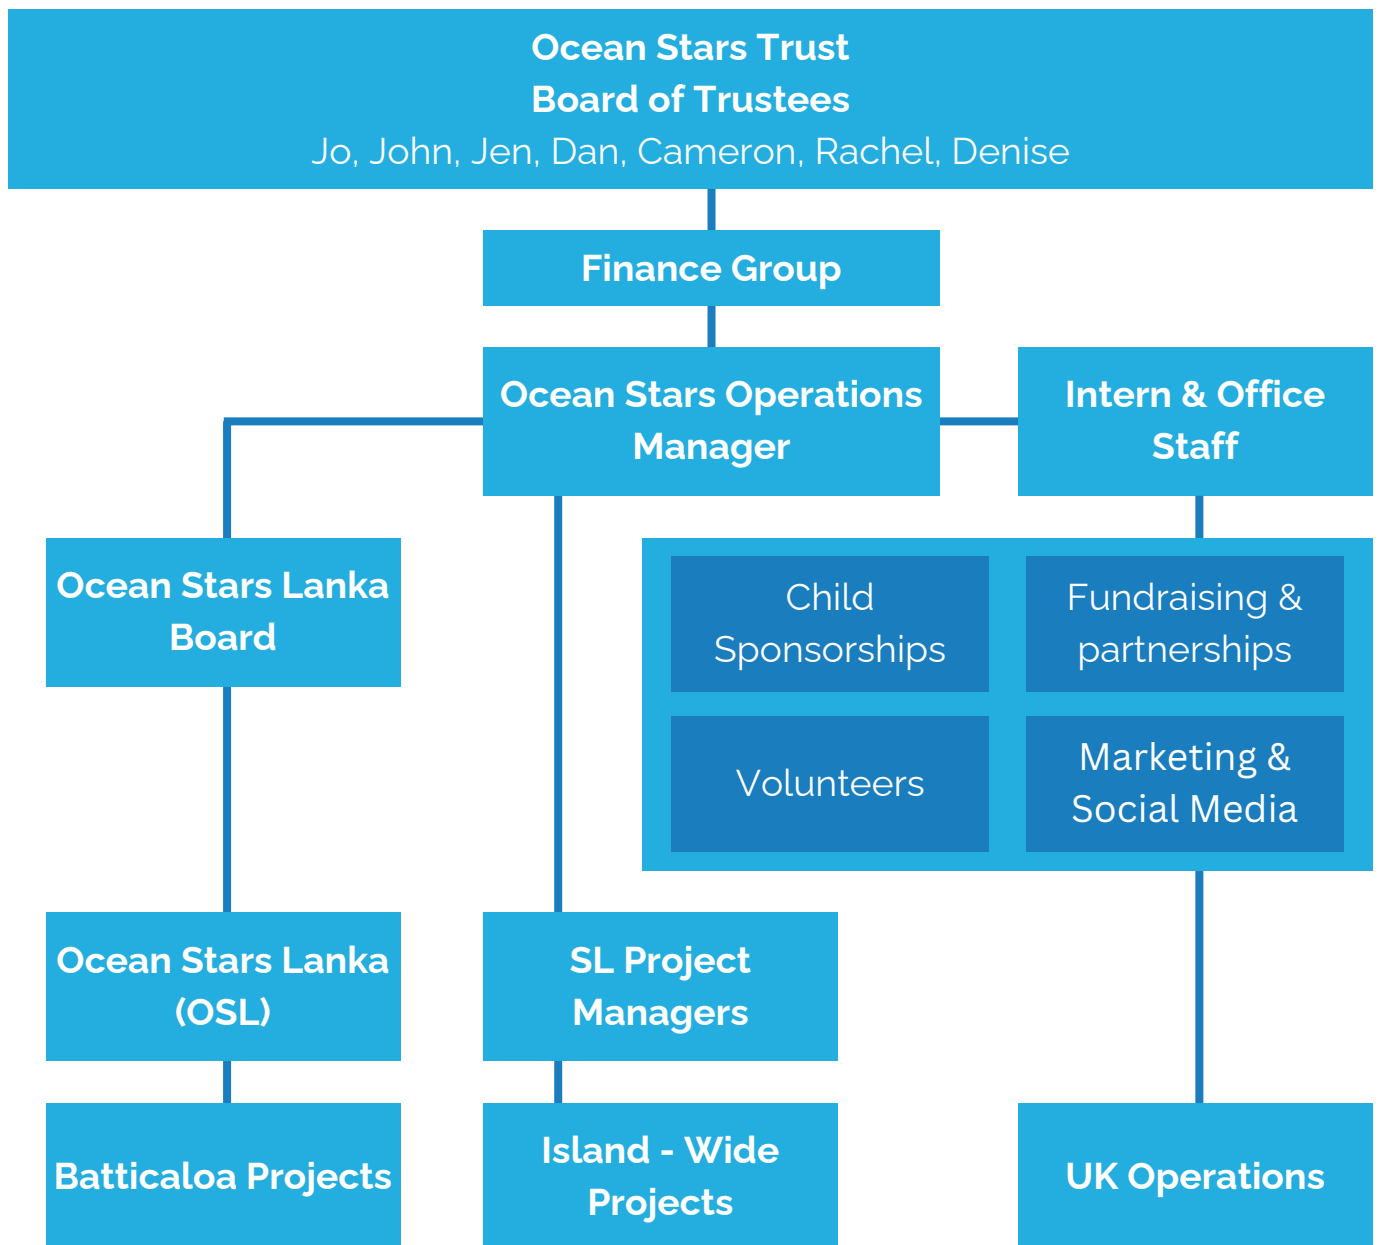 Ocean Stars Trust
Board of Trustees
Jo, John, Jen, Dan, Cameron, Rachel, Denise
Finance Group
Ocean Stars Operations
Manager
Intern & Office
Staff
Ocean Stars Lanka
Board
Child
Sponsorships
Fundraising &
partnerships
Volunteers
Marketing &
Social Media
Ocean Stars Lanka
(OSL)
SL Project
Managers
Batticaloa Projects
Island - Wide
Projects
UK Operations